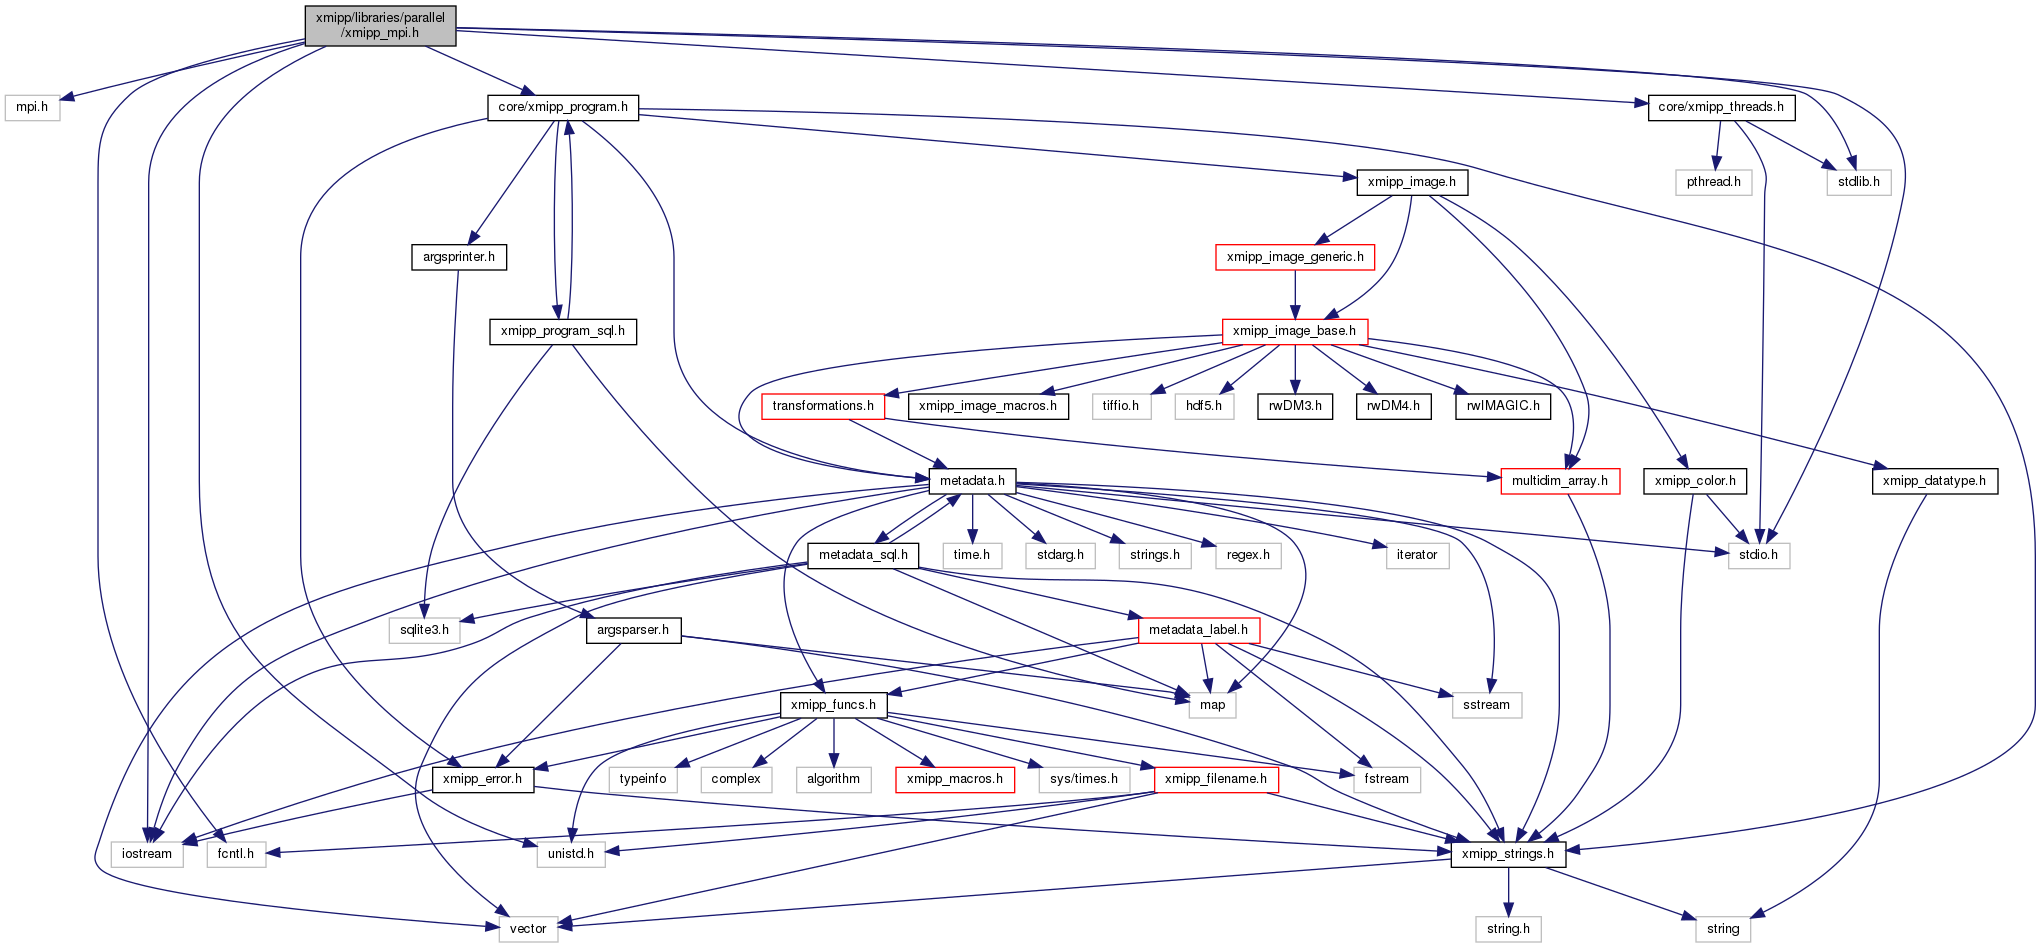 xmipp/libraries/parallel
/xmipp_mpi.h
mpi.h
core/xmipp_program.h
core/xmipp_threads.h
xmipp_image.h
pthread.h
stdlib.h
argsprinter.h
xmipp_image_generic.h
xmipp_program_sql.h
xmipp_image_base.h
transformations.h
xmipp_image_macros.h
tiffio.h
hdf5.h
rwDM3.h
rwDM4.h
rwIMAGIC.h
metadata.h
multidim_array.h
xmipp_color.h
xmipp_datatype.h
metadata_sql.h
time.h
stdarg.h
strings.h
regex.h
iterator
stdio.h
sqlite3.h
argsparser.h
metadata_label.h
xmipp_funcs.h
map
sstream
xmipp_error.h
typeinfo
complex
algorithm
xmipp_macros.h
sys/times.h
xmipp_filename.h
fstream
iostream
fcntl.h
unistd.h
xmipp_strings.h
vector
string.h
string